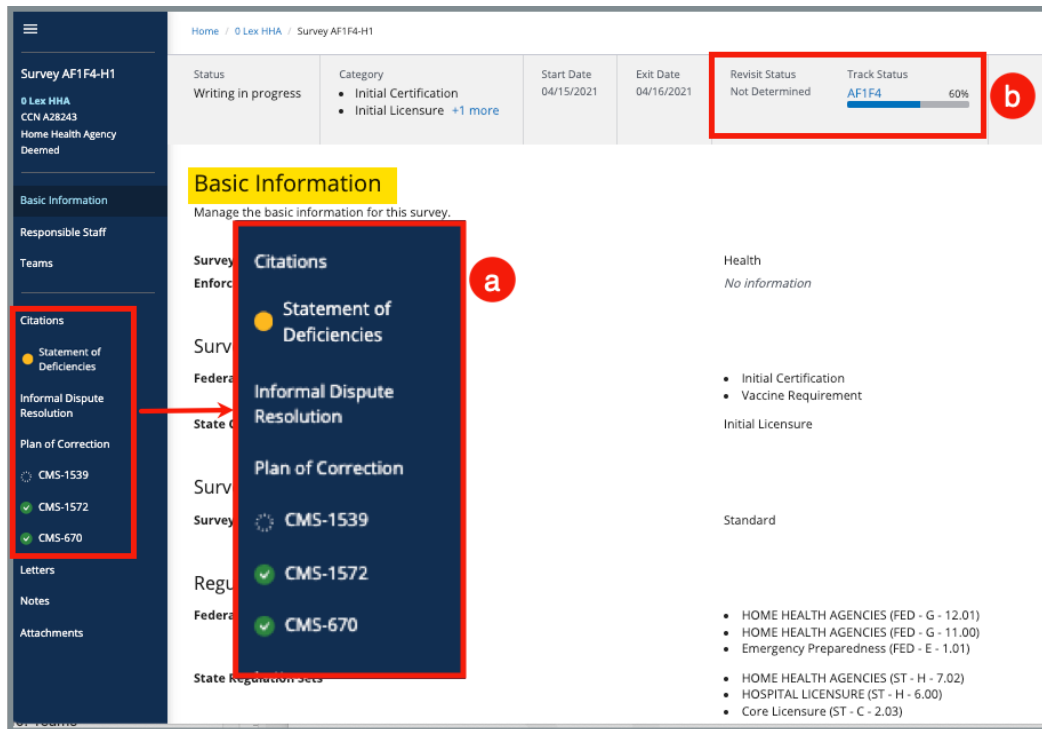 Home / 0 Lex HHA / Survey AF1F4-H1
Survey AF1F4-H1
0 Lex HHA
CCN A28243
Home Health Agency
Deemed
Basic Information
Responsible Staff
Teams
Citations
Statement of
Deficiencies
Informal Dispute
Resolution
Plan of Correction
CMS-1539
CMS-1572
CMS-670
Letters
Notes
Attachments
Status
Writing in progress
Category
• Initial Certification
• Initial Licensure +1 more
Start Date
04/15/2021
Exit Date
04/16/2021
Revisit Status
Not Determined
Track Status
AF1F4 60%
b
Basic Information
Manage the basic information for this survey.
a
Citations
Statement of
Deficiencies
Informal Dispute
Resolution
Plan of Correction
CMS-1539
CMS-1572
CMS-670
Survey
Health
Enforc
No information
Surv
Federa
• Initial Certification
• Vaccine Requirement
State
Initial Licensure
Surv
Survey
Standard
Regu
Federa
• HOME HEALTH AGENCIES (FED - G - 12.01)
• HOME HEALTH AGENCIES (FED - G - 11.00)
• Emergency Preparedness (FED - E - 1.01)
State Regulation Sets
• HOME HEALTH AGENCIES (ST - H - 7.02)
• HOSPITAL LICENSURE (ST - H - 6.00)
• Core Licensure (ST - C - 2.03)